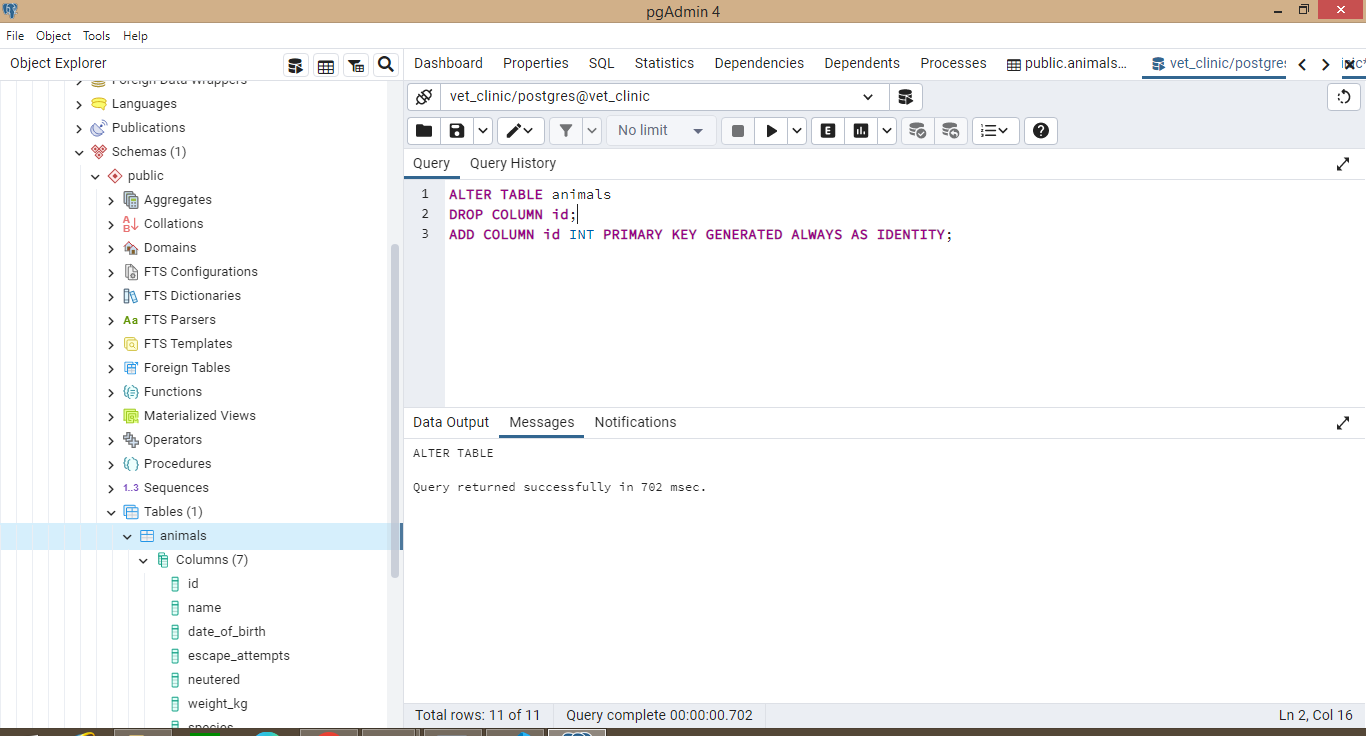 pgAdmin 4
File Object Tools Help
Object Explorer
Dashboard Properties SQL Statistics Dependencies Dependents Processes public.animals... vet_clinic/postgre
Foreign Data Wrappers
Languages
Publications
Schemas (1)
public
Aggregates
Collations
Domains
FTS Configurations
FTS Dictionaries
Aa FTS Parsers
FTS Templates
Foreign Tables
Functions
Materialized Views
Operators
Procedures
1..3 Sequences
Tables (1)
animals
Columns (7)
id
name
date_of_birth
escape_attempts
neutered
weight_kg
species
vet_clinic/postgres@vet_clinic
No limit
E
Query Query History
1 ALTER TABLE animals
2 DROP COLUMN id;
3 ADD COLUMN id INT PRIMARY KEY GENERATED ALWAYS AS IDENTITY;
Data Output Messages Notifications
ALTER TABLE
Query returned successfully in 702 msec.
Total rows: 11 of 11 Query complete 00:00:00.702 Ln 2, Col 16